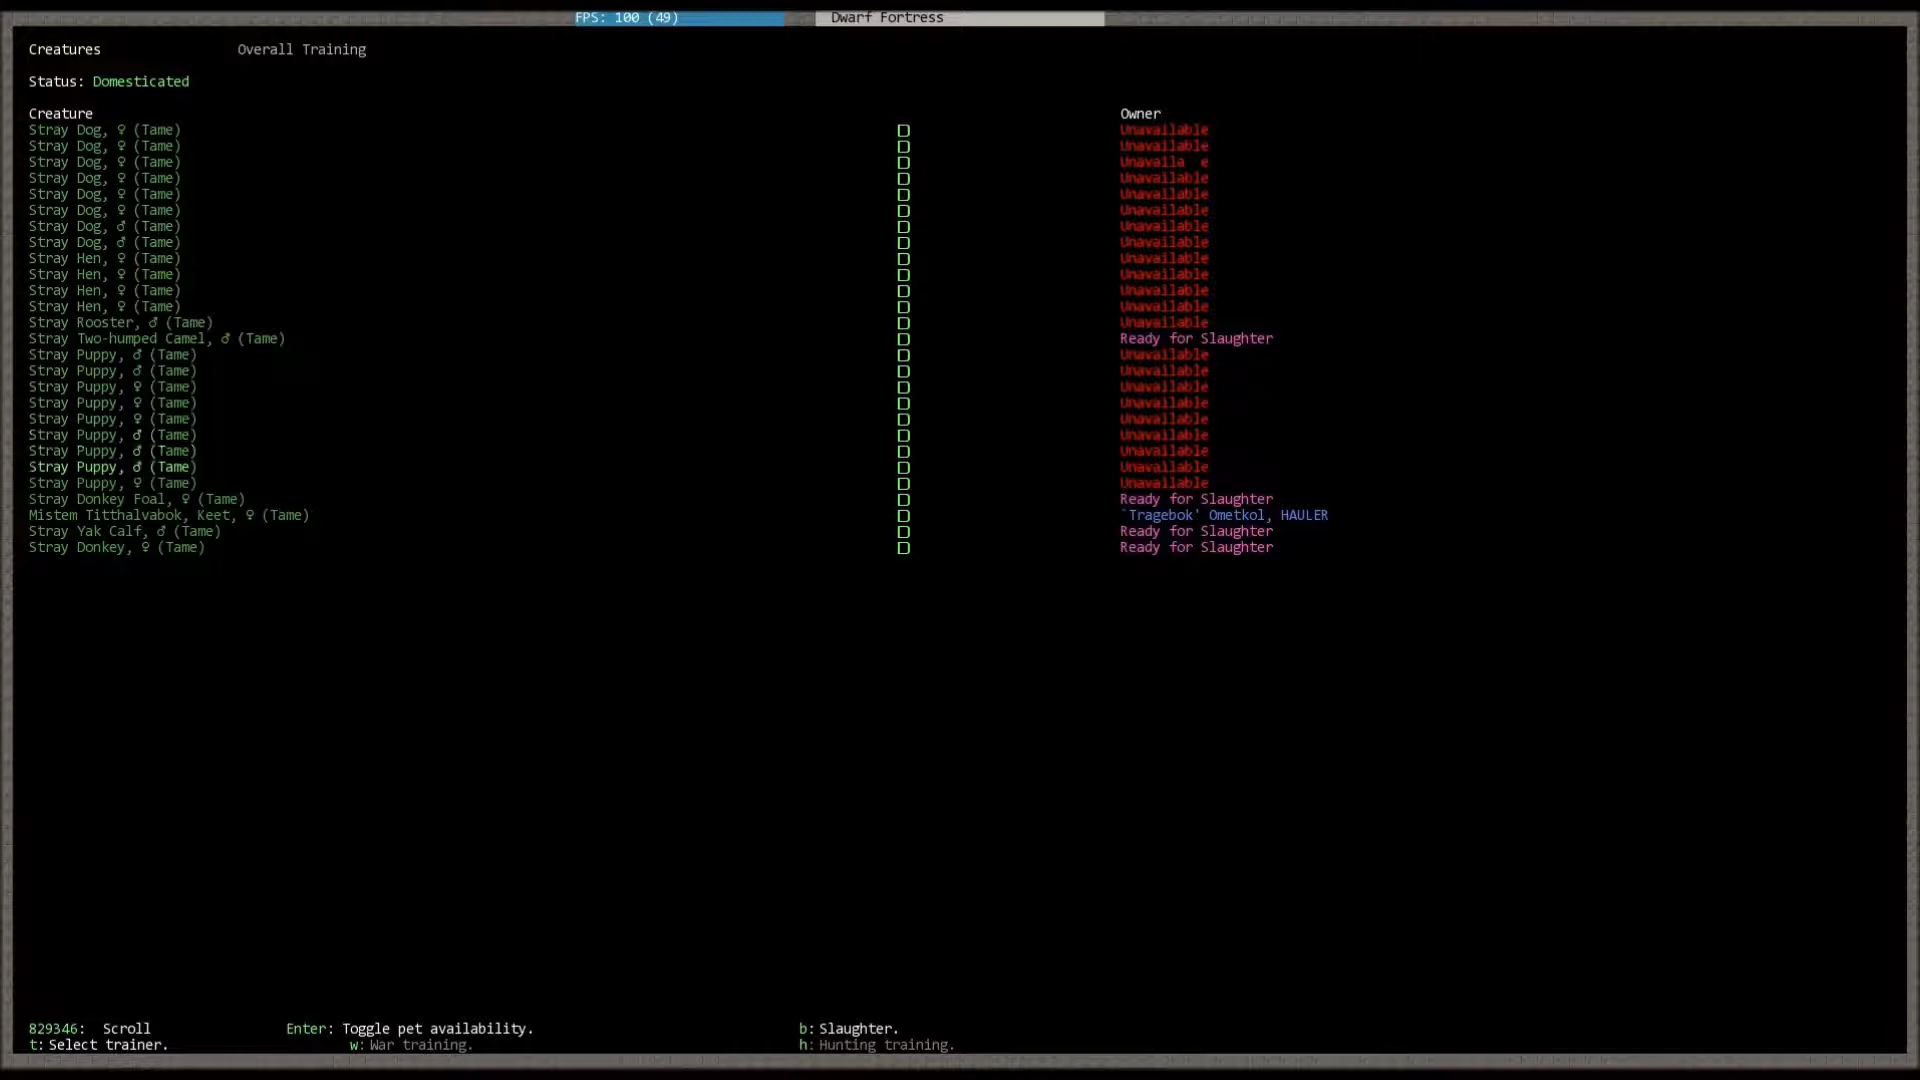 FPS: 100 (49) Dwarf Fortress
Creatures Overall Training
Status: Domesticated
Creature Owner
Stray Dog, ♀ (Tame) D Unavailable
Stray Dog, ♀ (Tame) D Unavailable
Stray Dog, ♀ (Tame) D Unavaila e
Stray Dog, ♀ (Tame) D Unavailable
Stray Dog, ♀ (Tame) D Unavailable
Stray Dog, ♀ (Tame) D Unavailable
Stray Dog, ♂ (Tame) D Unavailable
Stray Dog, ♂ (Tame) D Unavailable
Stray Hen, ♀ (Tame) D Unavailable
Stray Hen, ♀ (Tame) D Unavailable
Stray Hen, ♀ (Tame) D Unavailable
Stray Hen, ♀ (Tame) D Unavailable
Stray Rooster, ♂ (Tame) D Unavailable
Stray Two-humped Camel, ♂ (Tame) D Ready for Slaughter
Stray Puppy, ♂ (Tame) D Unavailable
Stray Puppy, ♂ (Tame) D Unavailable
Stray Puppy, ♀ (Tame) D Unavailable
Stray Puppy, ♀ (Tame) D Unavailable
Stray Puppy, ♀ (Tame) D Unavailable
Stray Puppy, ♂ (Tame) D Unavailable
Stray Puppy, ♂ (Tame) D Unavailable
Stray Puppy, ♂ (Tame) D Unavailable
Stray Puppy, ♀ (Tame) D Unavailable
Stray Donkey Foal, ♀ (Tame) D Ready for Slaughter
Mistem Titthalvabok, Keet, ♀ (Tame) D `Tragebok' Ometkol, HAULER
Stray Yak Calf, ♂ (Tame) D Ready for Slaughter
Stray Donkey, ♀ (Tame) D Ready for Slaughter
829346: Scroll Enter: Toggle pet availability. b: Slaughter.
t: Select trainer. w: War training. h: Hunting training.